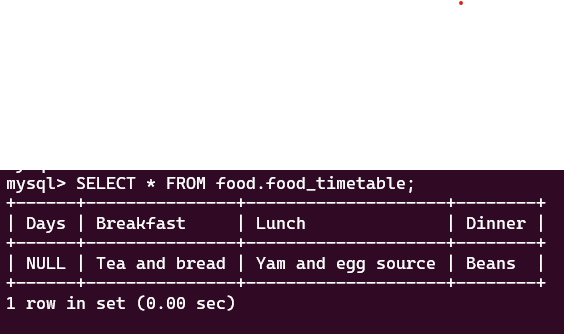 mysql> SELECT * FROM food.food_timetable;
+------+---------------+--------------------+--------+
| Days | Breakfast     | Lunch              | Dinner |
+------+---------------+--------------------+--------+
| NULL | Tea and bread | Yam and egg source | Beans  |
+------+---------------+--------------------+--------+
1 row in set (0.00 sec)